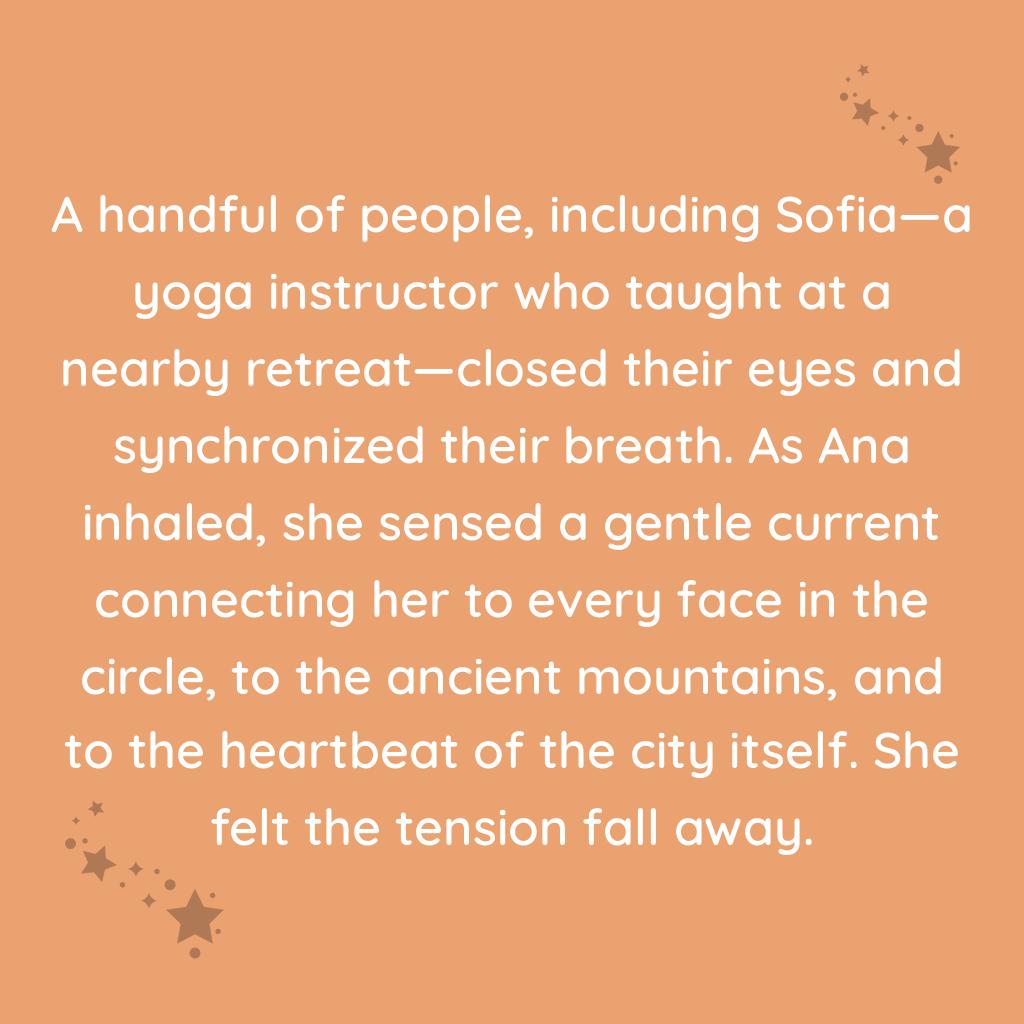 A handful of people, including Sofia—a
yoga instructor who taught at a
nearby retreat—closed their eyes and
synchronized their breath. As Ana
inhaled, she sensed a gentle current
connecting her to every face in the
circle, to the ancient mountains, and
to the heartbeat of the city itself. She
felt the tension fall away.